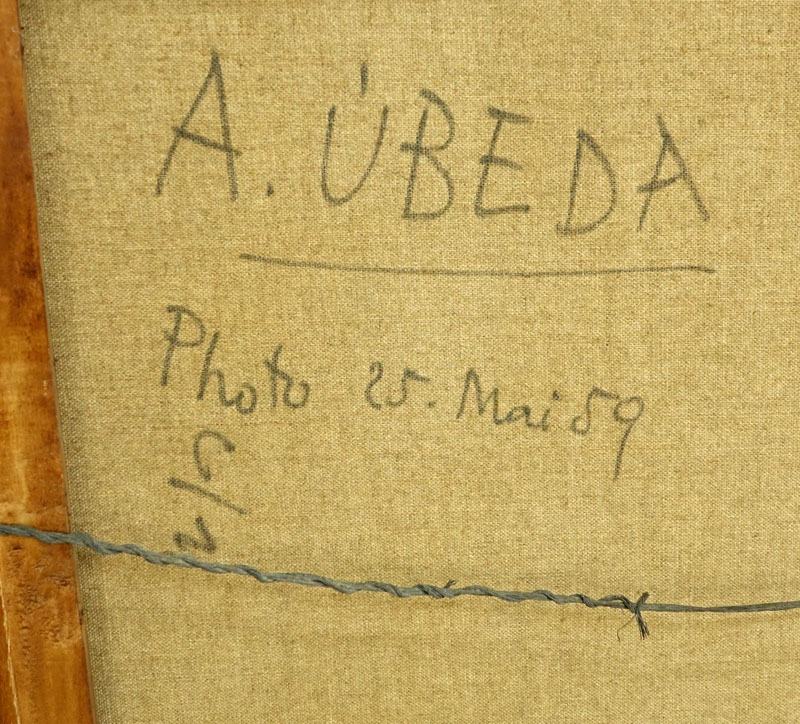 A. ÚBEDA
Photo 25. Mai 59